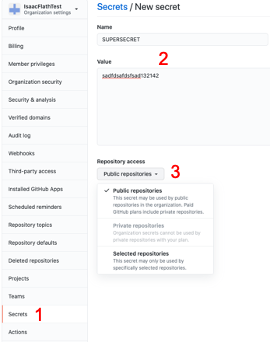 IsaacFlathTest
Organization settings
Profile
Billing
Member privileges
Organization security
Security & analysis
Verified domains
Audit log
Webhooks
Third-party access
Installed GitHub Apps
Scheduled reminders
Repository topics
Repository defaults
Deleted repositories
Projects
Teams
Secrets 1
Actions
Secrets / New secret
Name
SUPERSECRET
Value
2
sadfdsafdsfsad132142
Repository access
Public repositories 3
Public repositories
This secret may be used by public
repositories in the organization. Paid
GitHub plans include private repositories.
Private repositories
Organization secrets cannot be used by
private repositories with your plan.
Selected repositories
This secret may only be used by
specifically selected repositories.